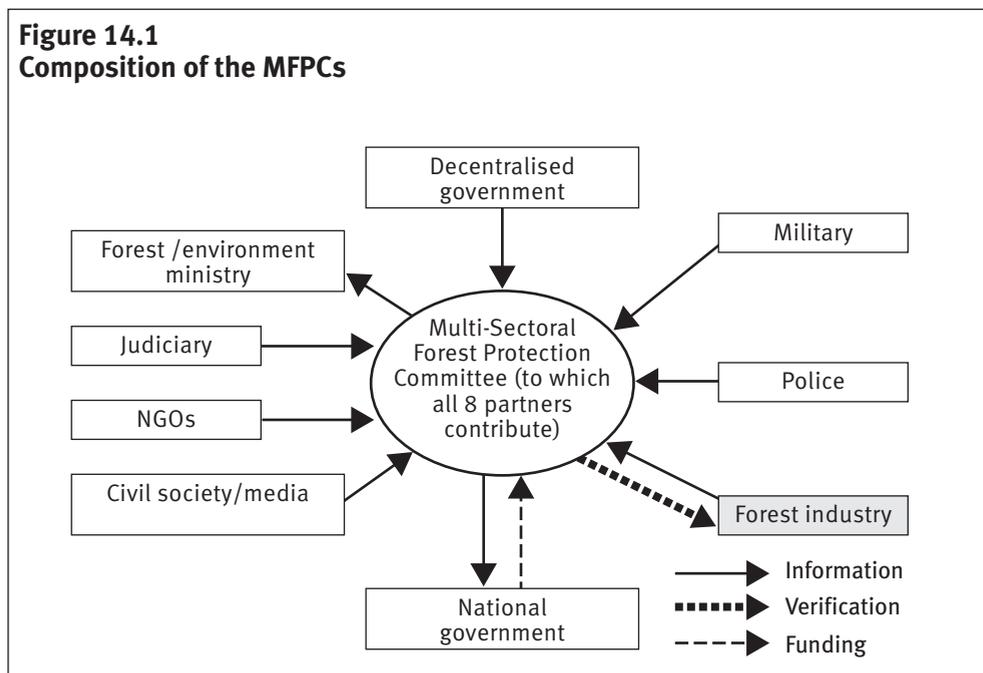 Figure 14.1
Composition of the MFPCs
Decentralised
government
Military
Forest /environment
ministry
Multi-Sectoral
Forest Protection
Committee (to which
all 8 partners
contribute)
Judiciary
Police
NGOs
Civil society/media
Forest industry
National
government
Information
Verification
Funding